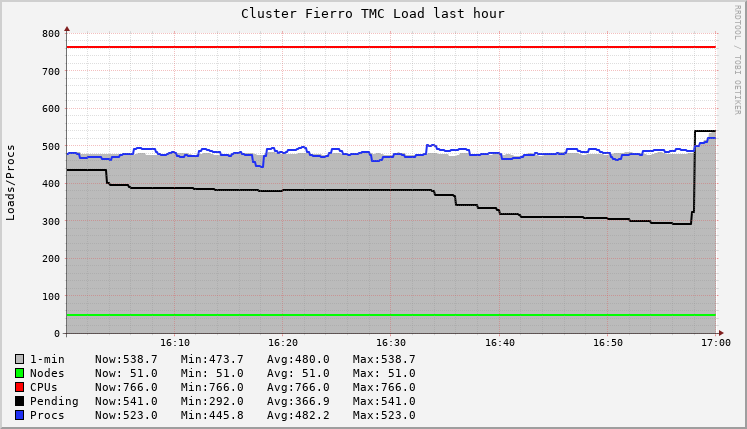 Cluster Fierro TMC Load last hour
RRDTOOL / TOBI OETIKER
Loads/Procs
800
700
600
500
400
300
200
100
0
16:10 16:20 16:30 16:40 16:50 17:00
1-min Now:538.7 Min:473.7 Avg:480.0 Max:538.7
Nodes Now: 51.0 Min: 51.0 Avg: 51.0 Max: 51.0
CPUs Now:766.0 Min:766.0 Avg:766.0 Max:766.0
Pending Now:541.0 Min:292.0 Avg:366.9 Max:541.0
Procs Now:523.0 Min:445.8 Avg:482.2 Max:523.0